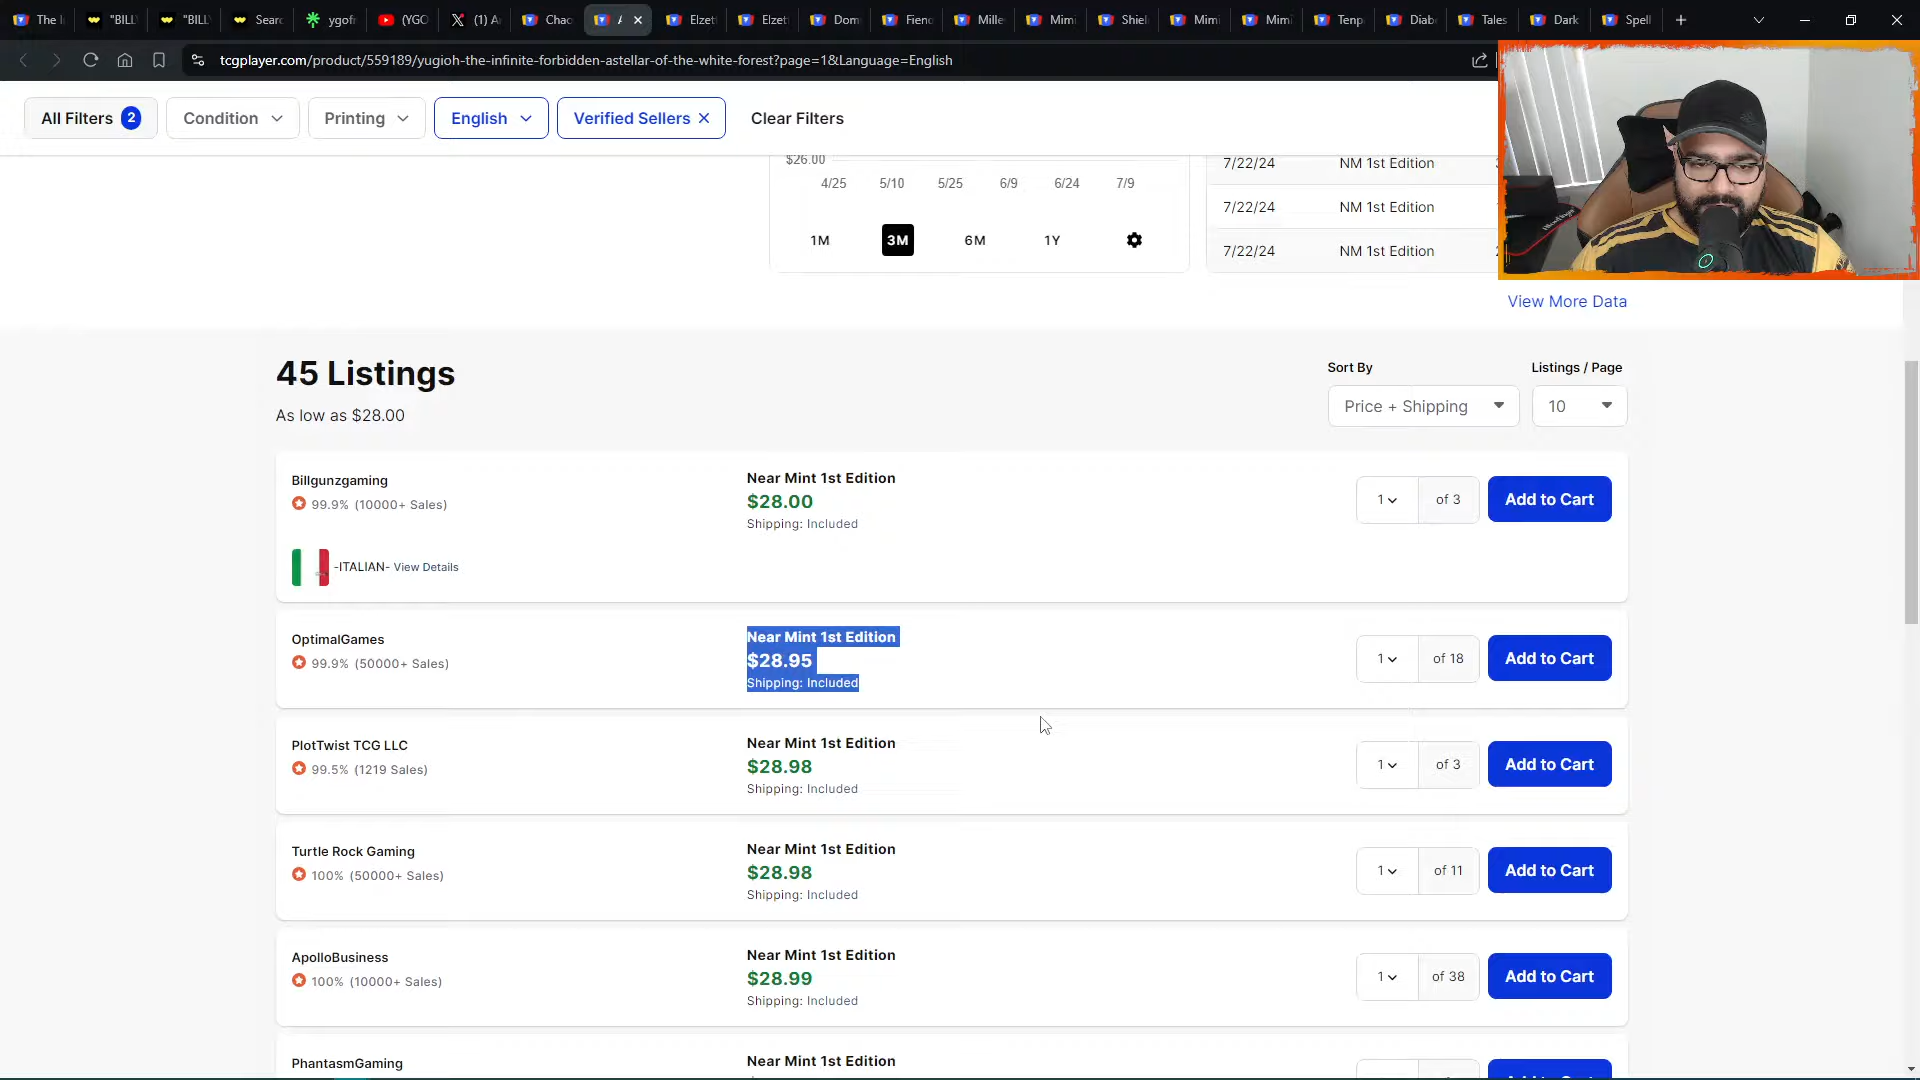 The I
"BILL
"BILL
Searc
ygofr
(YGO
(1) A
Chao
A
Elzet
Elzet
Dom
Fiend
Mille
Mimi
Shiel
Mimi
Mimi
Tenp
Diab
Tales
Dark
Spell
tcgplayer.com/product/559189/yugioh-the-infinite-forbidden-astellar-of-the-white-forest?page=1&Language=English
All Filters 2
Condition
Printing
English
Verified Sellers
Clear Filters
$26.00
4/25 5/10 5/25 6/9 6/24 7/9
1M 3M 6M 1Y
7/22/24 NM 1st Edition
7/22/24 NM 1st Edition
7/22/24 NM 1st Edition
View More Data
45 Listings
As low as $28.00
Sort By
Price + Shipping
Listings / Page
10
Billgunzgaming
99.9% (10000+ Sales)
-ITALIAN- View Details
Near Mint 1st Edition
$28.00
Shipping: Included
1 of 3
Add to Cart
OptimalGames
99.9% (50000+ Sales)
Near Mint 1st Edition
$28.95
Shipping: Included
1 of 18
Add to Cart
PlotTwist TCG LLC
99.5% (1219 Sales)
Near Mint 1st Edition
$28.98
Shipping: Included
1 of 3
Add to Cart
Turtle Rock Gaming
100% (50000+ Sales)
Near Mint 1st Edition
$28.98
Shipping: Included
1 of 11
Add to Cart
ApolloBusiness
100% (10000+ Sales)
Near Mint 1st Edition
$28.99
Shipping: Included
1 of 38
Add to Cart
PhantasmGaming
Near Mint 1st Edition